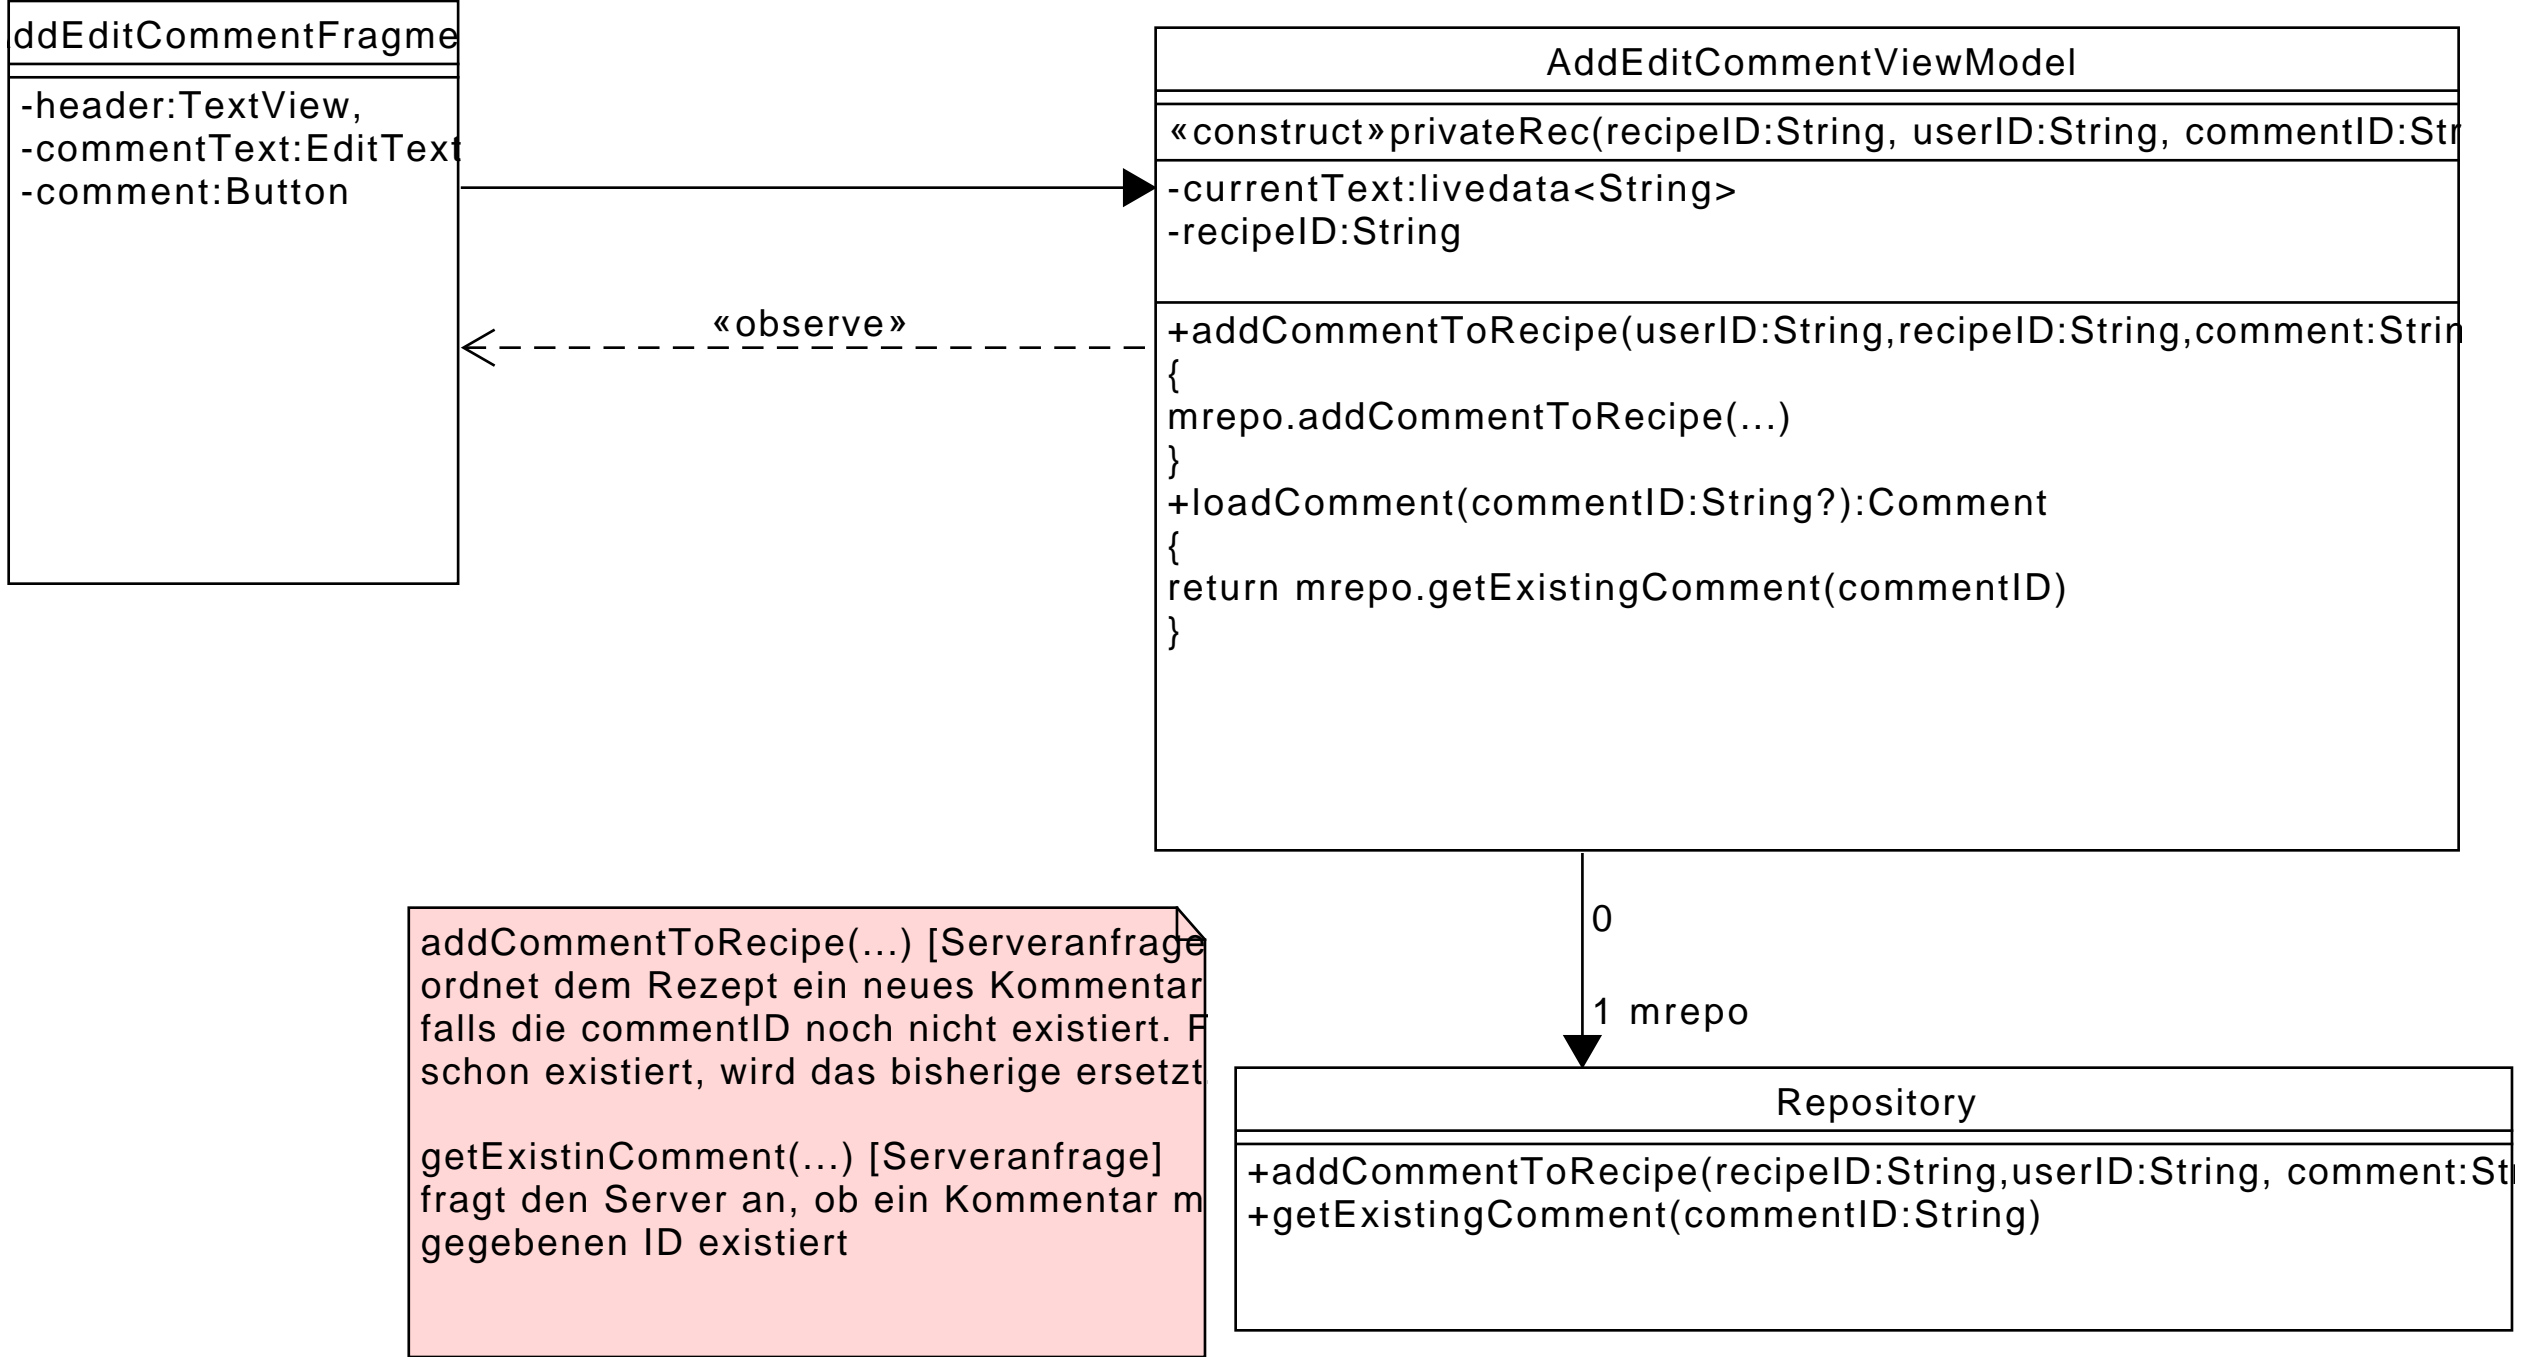 ddEditCommentFragme
-header:TextView,
-commentText:EditText
-comment:Button
«observe»
AddEditCommentViewModel
«construct»privateRec(recipeID:String, userID:String, commentID:Str
-currentText:livedata<String>
-recipeID:String
+addCommentToRecipe(userID:String,recipeID:String,comment:Strin
{
mrepo.addCommentToRecipe(...)
}
+loadComment(commentID:String?):Comment
{
return mrepo.getExistingComment(commentID)
}
0
1 mrepo
addCommentToRecipe(...) [Serveranfrage
ordnet dem Rezept ein neues Kommentar
falls die commentID noch nicht existiert. F
schon existiert, wird das bisherige ersetzt.
getExistinComment(...) [Serveranfrage]
fragt den Server an, ob ein Kommentar m
gegebenen ID existiert
Repository
+addCommentToRecipe(recipeID:String,userID:String, comment:Str
+getExistingComment(commentID:String)